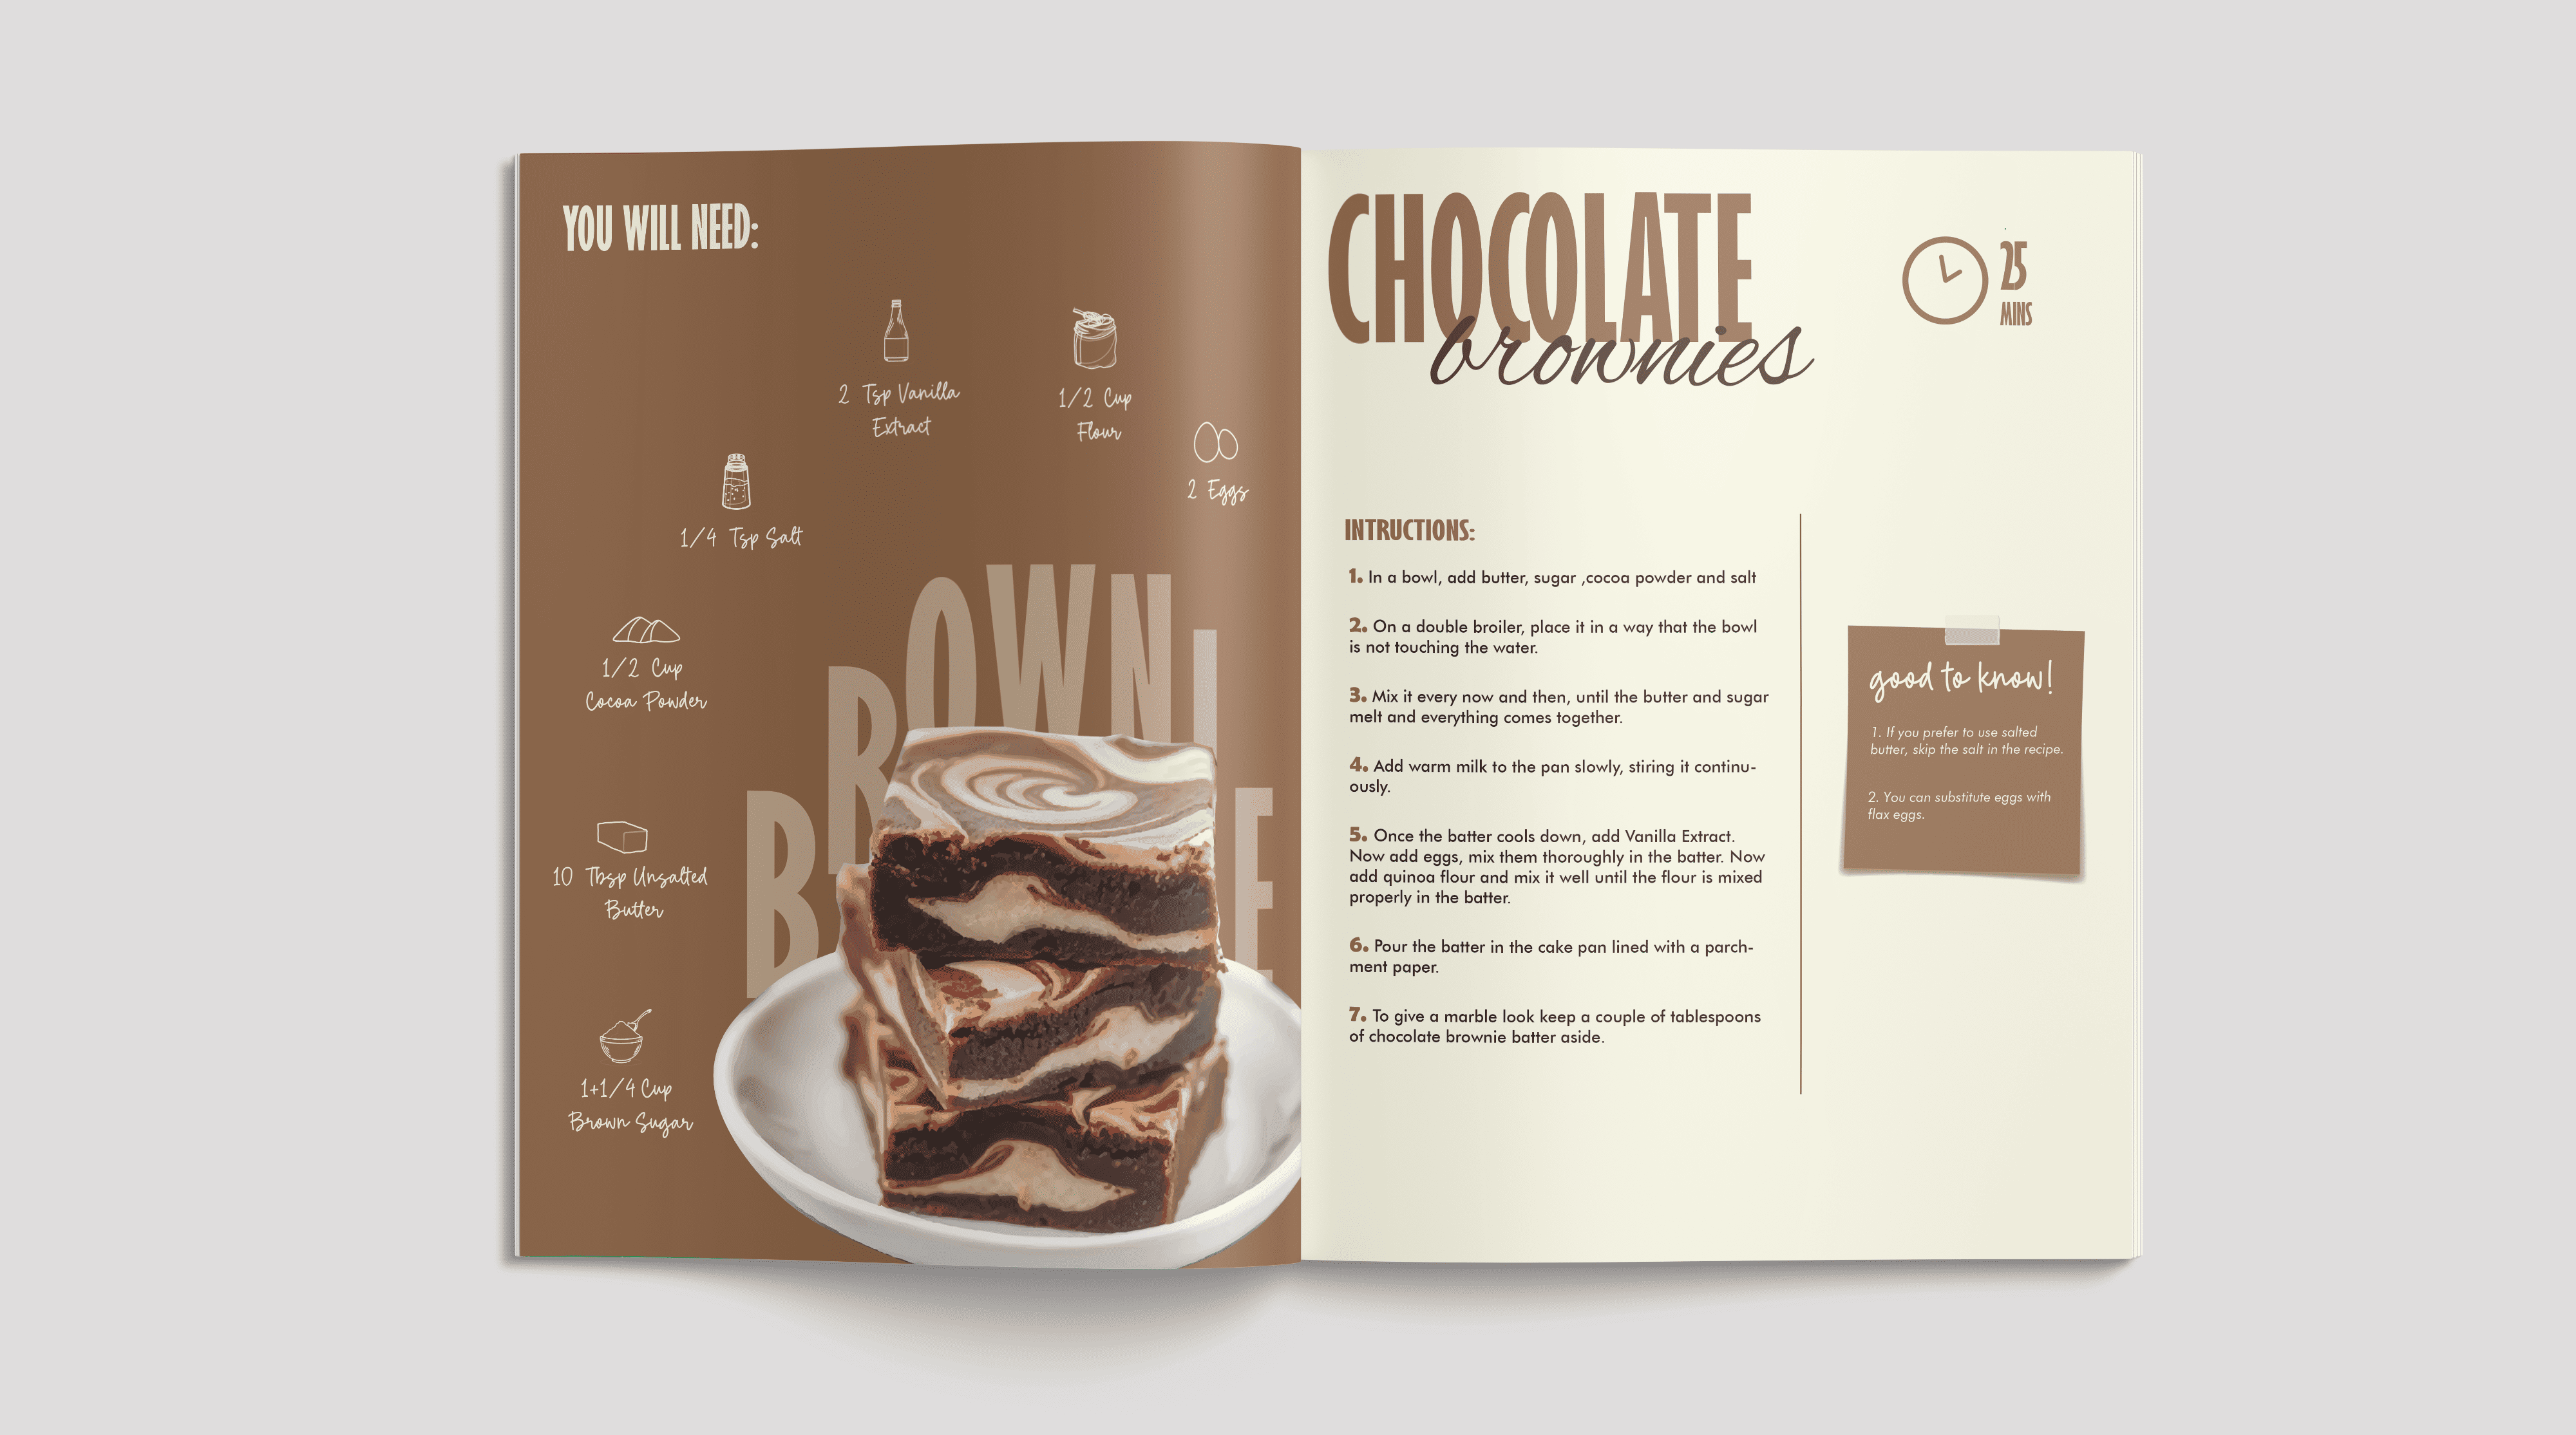 YOU WILL NEED:
2 Tsp Vanilla
Extract
1/2 Cup
Flour
2 Eggs
1/4 Tsp Salt
1/2 Cup
Cocoa Powder
10 Tbsp Unsalted
Butter
1+1/4 Cup
Brown Sugar
BROWNIE
CHOCOLATE
brownies
25
MINS
INTRUCTIONS:
1. In a bowl, add butter, sugar ,cocoa powder and salt
2. On a double broiler, place it in a way that the bowl
is not touching the water.
3. Mix it every now and then, until the butter and sugar
melt and everything comes together.
4. Add warm milk to the pan slowly, stiring it continu-
ously.
5. Once the batter cools down, add Vanilla Extract.
Now add eggs, mix them thoroughly in the batter. Now
add quinoa flour and mix it well until the flour is mixed
properly in the batter.
6. Pour the batter in the cake pan lined with a parch-
ment paper.
7. To give a marble look keep a couple of tablespoons
of chocolate brownie batter aside.
good to know!
1. If you prefer to use salted
butter, skip the salt in the recipe.
2. You can substitute eggs with
flax eggs.